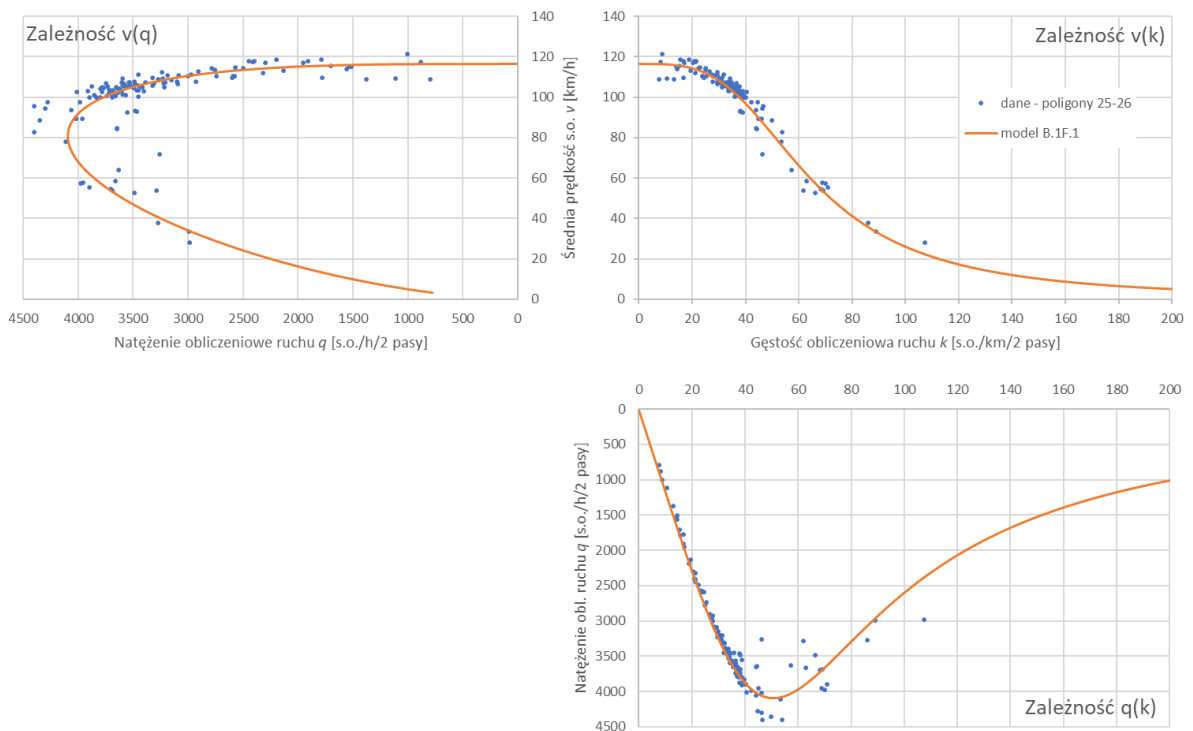 Zależność v(q)
140
120
100
80
60
40
20
0
Średnia prędkość s.o. v [km/h]
4500 4000 3500 3000 2500 2000 1500 1000 500 0
Natężenie obliczeniowe ruchu q [s.o./h/2 pasy]
Zależność v(k)
140
120
100
80
60
40
20
0
dane - poligony 25-26
model B.1F.1
0 20 40 60 80 100 120 140 160 180 200
Gęstość obliczeniowa ruchu k [s.o./km/2 pasy]
0 20 40 60 80 100 120 140 160 180 200
0
500
1000
1500
2000
2500
3000
3500
4000
4500
Natężenie obl. ruchu q [s.o./h/2 pasy]
Zależność q(k)